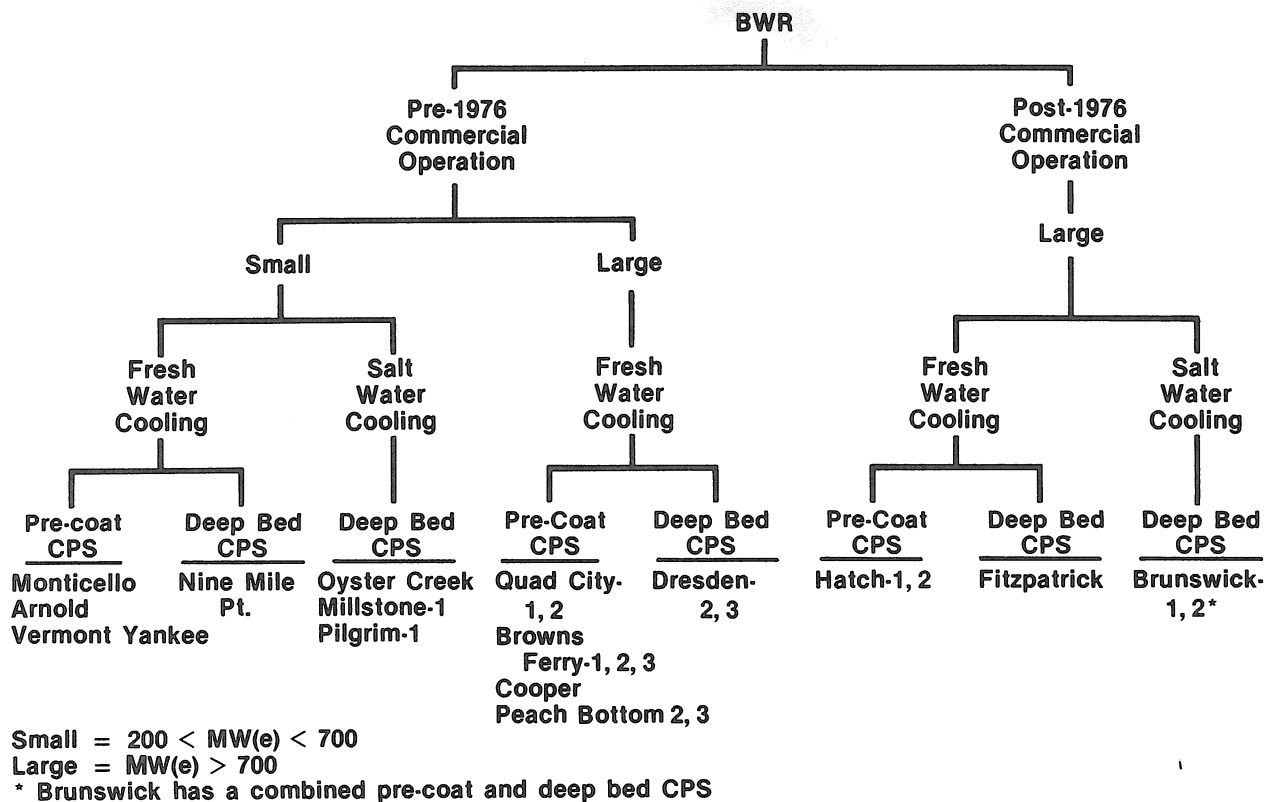 BWR
Pre-1976
Commercial
Operation
Post-1976
Commercial
Operation
Small
Large
Large
Fresh
Water
Cooling
Salt
Water
Cooling
Fresh
Water
Cooling
Fresh
Water
Cooling
Salt
Water
Cooling
Pre-coat
CPS
Monticello
Arnold
Vermont Yankee
Deep Bed
CPS
Nine Mile
Pt.
Deep Bed
CPS
Oyster Creek
Millstone-1
Pilgrim-1
Pre-Coat
CPS
Quad City-
1, 2
Browns
Ferry-1, 2, 3
Cooper
Peach Bottom 2, 3
Deep Bed
CPS
Dresden-
2, 3
Pre-Coat
CPS
Hatch-1, 2
Deep Bed
CPS
Fitzpatrick
Deep Bed
CPS
Brunswick-
1, 2*
Small = 200 < MW(e) < 700
Large = MW(e) > 700
* Brunswick has a combined pre-coat and deep bed CPS